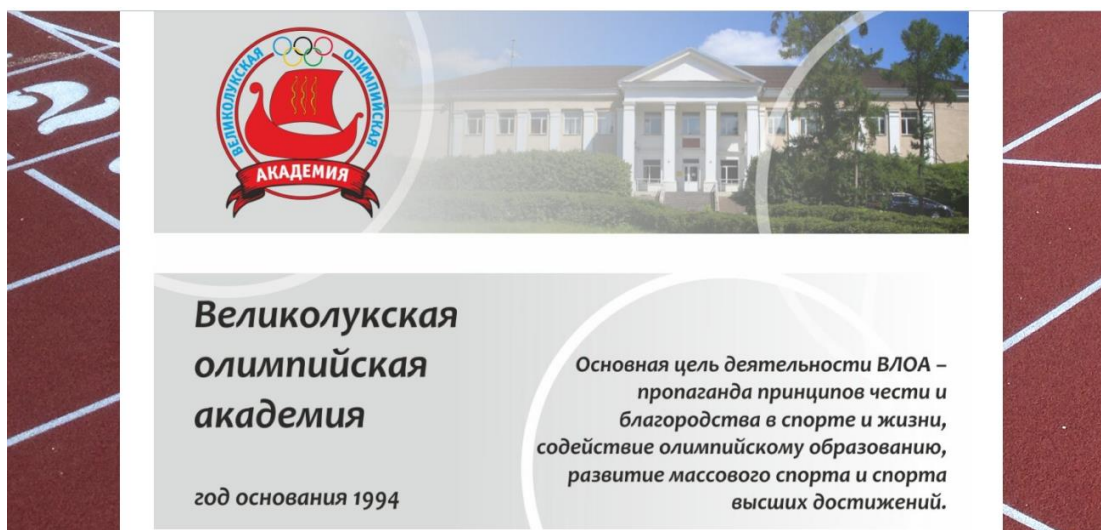 ВЕЛИКОЛУКСКАЯ ОЛИМПИЙСКАЯ
АКАДЕМИЯ
Великолукская
олимпийская
академия
год основания 1994
Основная цель деятельности ВЛОА –
пропаганда принципов чести и
благородства в спорте и жизни,
содействие олимпийскому образованию,
развитие массового спорта и спорта
высших достижений.